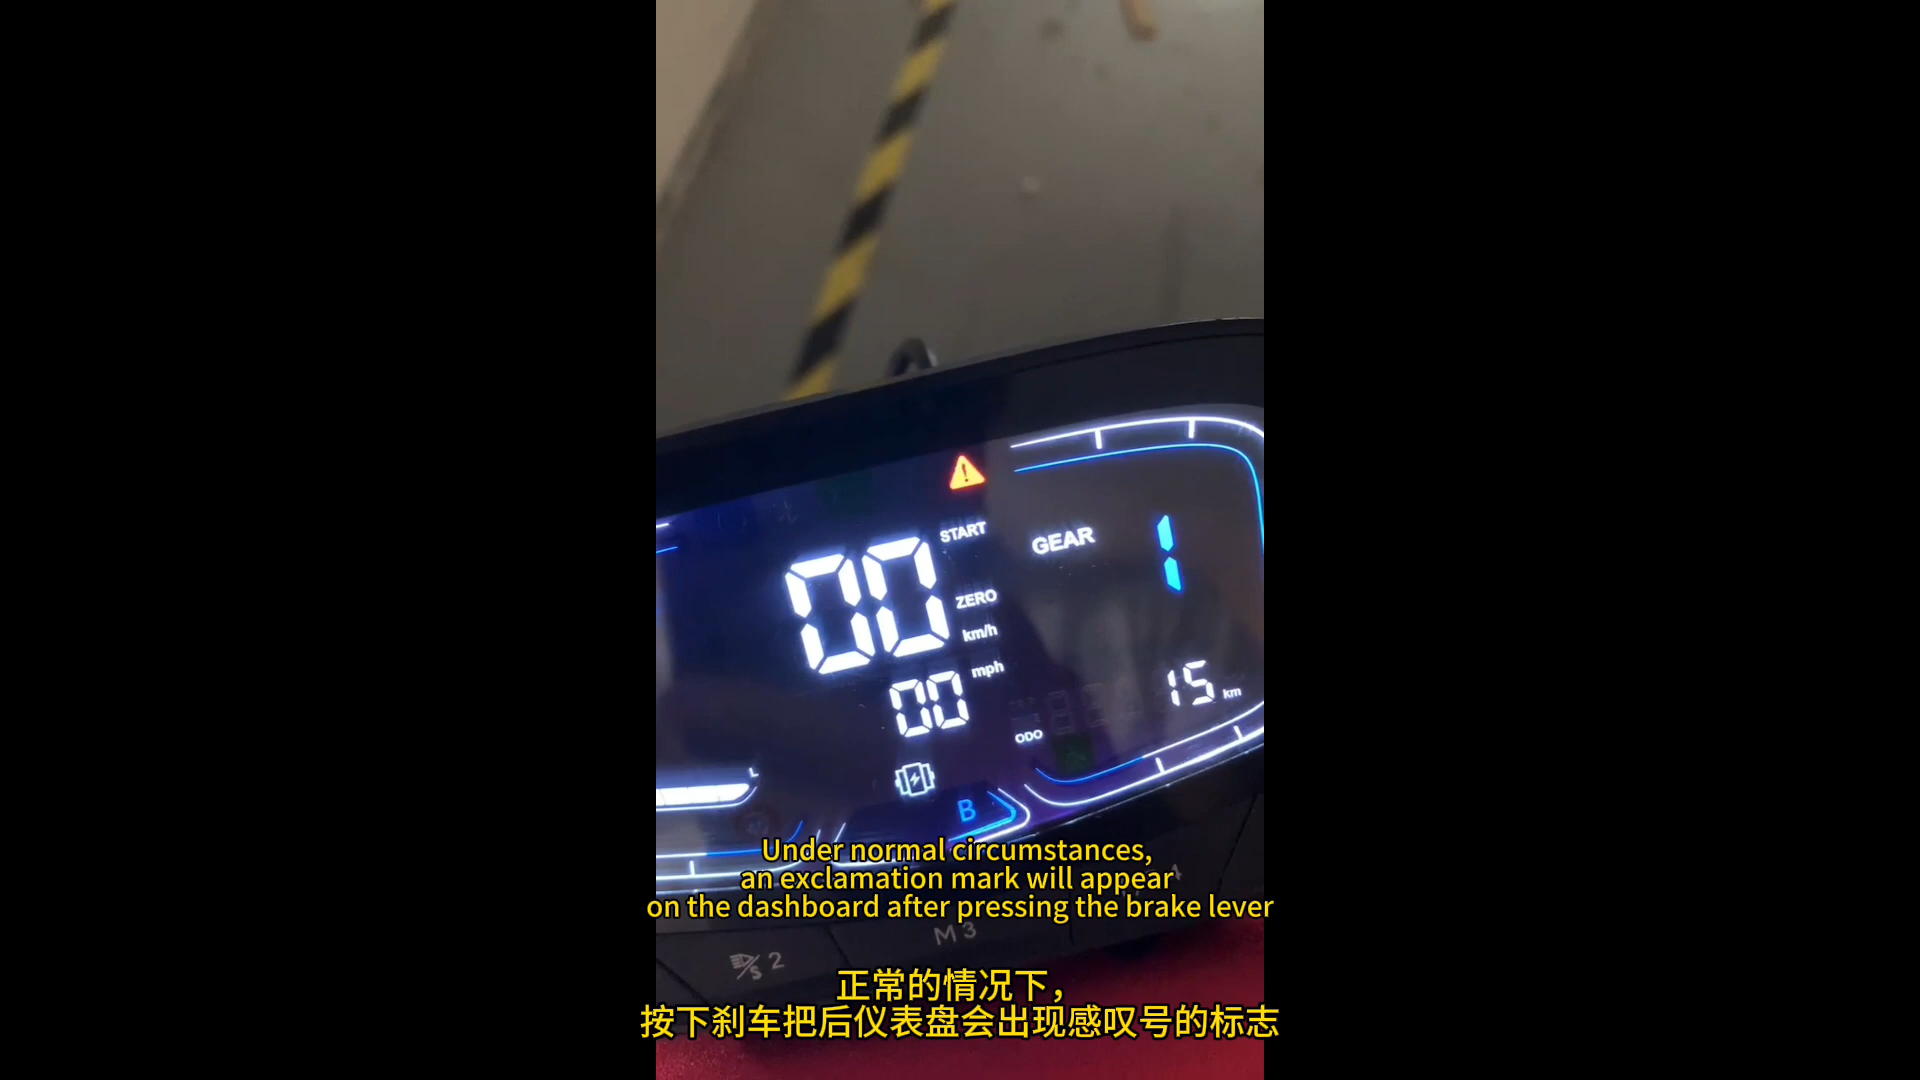 START
GEAR 1
00
ZERO
km/h
mph
00
15 km
ODO
L
B
Under normal circumstances,
an exclamation mark will appear
on the dashboard after pressing the brake lever
4
M 3
S 2
正常的情况下，
按下刹车把后仪表盘会出现感叹号的标志